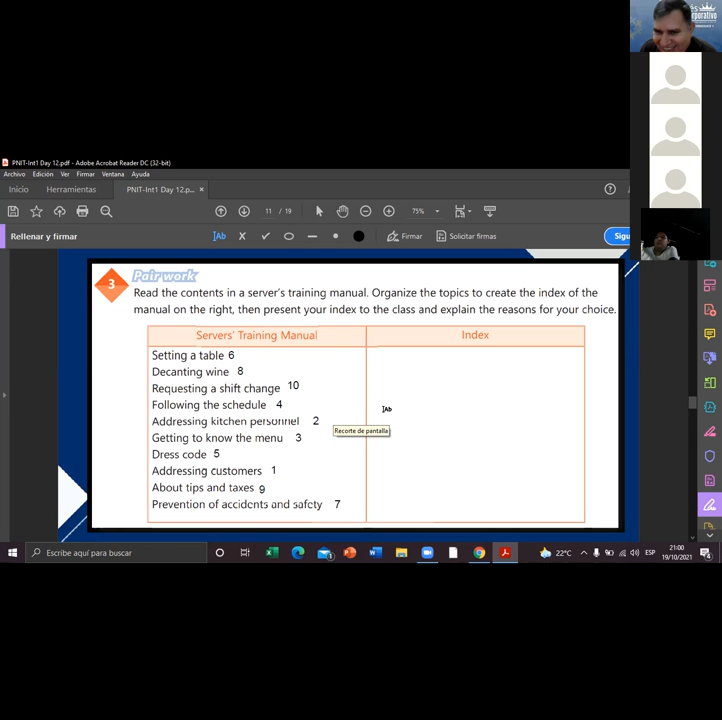 és
rporativo
PNIT-Int1 Day 12.pdf - Adobe Acrobat Reader DC (32-bit)
Archivo Edición Ver Firmar Ventana Ayuda
Inicio Herramientas PNIT-Int1 Day 12.p... ×
11 / 19 75%
Rellenar y firmar Ab Firmar Solicitar firmas Sigu
3 Pair work
Read the contents in a server's training manual. Organize the topics to create the index of the
manual on the right, then present your index to the class and explain the reasons for your choice.
Servers' Training Manual Index
Setting a table 6
Decanting wine 8
Requesting a shift change 10
Following the schedule 4
Ab
Addressing kitchen personnel 2
Recorte de pantalla
Getting to know the menu 3
Dress code 5
Addressing customers 1
About tips and taxes 9
Prevention of accidents and safety 7
Escribe aquí para buscar 22°C ESP 21:00
19/10/2021